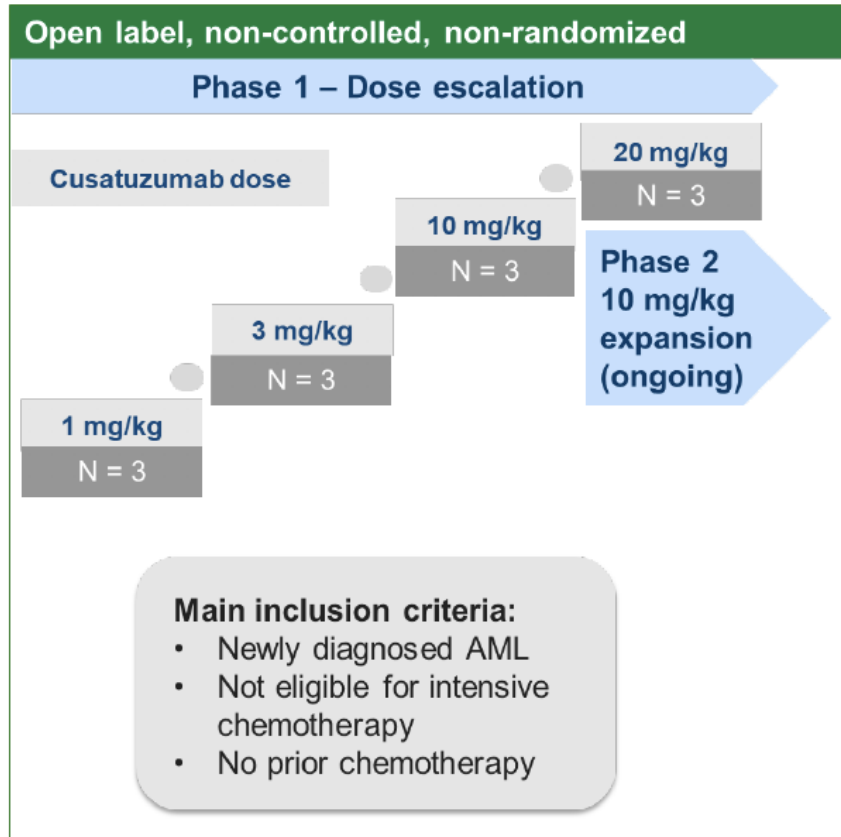 Open label, non-controlled, non-randomized
Phase 1 – Dose escalation
Cusatuzumab dose
20 mg/kg
N = 3
10 mg/kg
N = 3
3 mg/kg
N = 3
1 mg/kg
N = 3
Phase 2
10 mg/kg
expansion
(ongoing)
Main inclusion criteria:
• Newly diagnosed AML
• Not eligible for intensive
chemotherapy
• No prior chemotherapy